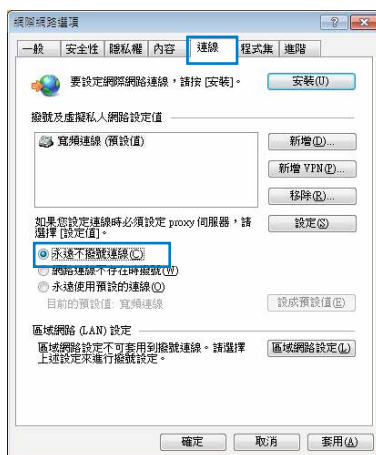 網際網路選項
一般 安全性 隱私權 內容 連線 程式集 進階
要設定網際網路連線，請按 [安裝]。 安裝(U)
撥號及虛擬私人網路設定值
寬頻連線 (預設值) 新增(D)...
新增 VPN(P)...
移除(R)...
如果您設定連線時必須設定 proxy 伺服器，請 設定(S)
選擇 [設定值]。
永遠不撥號連線(C)
網路連線不存在時撥號(W)
永遠使用預設的連線(O)
目前的預設值: 寬頻連線 設成預設值(E)
區域網路 (LAN) 設定
區域網路設定不可套用到撥號連線。請選擇 區域網路設定(L)
上述設定來進行撥號設定。
確定 取消 套用(A)